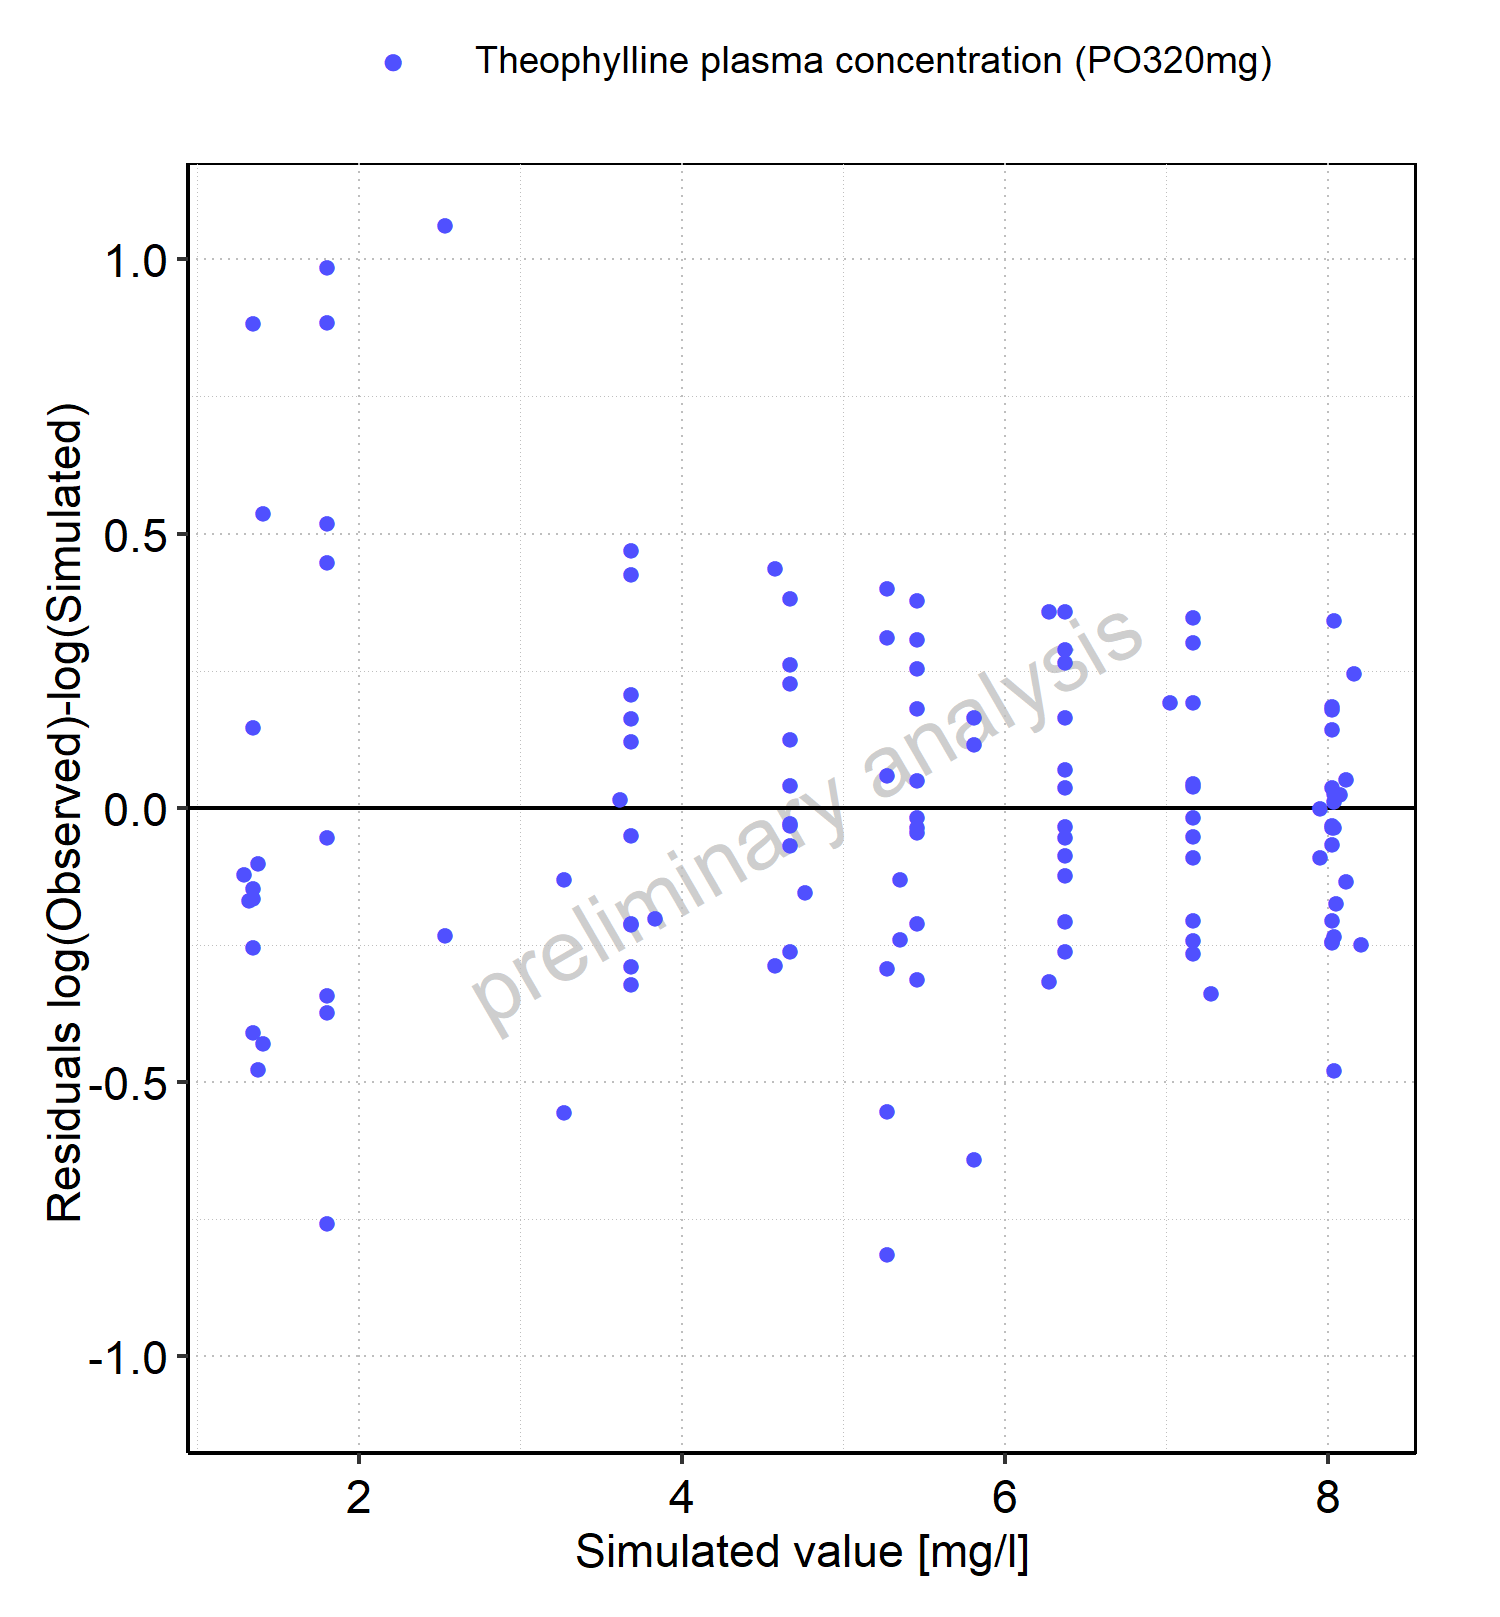 Theophylline plasma concentration (PO320mg)
Residuals log(Observed)-log(Simulated)
1.0
0.5
0.0
-0.5
-1.0
preliminary analysis
2 4 6 8
Simulated value [mg/l]